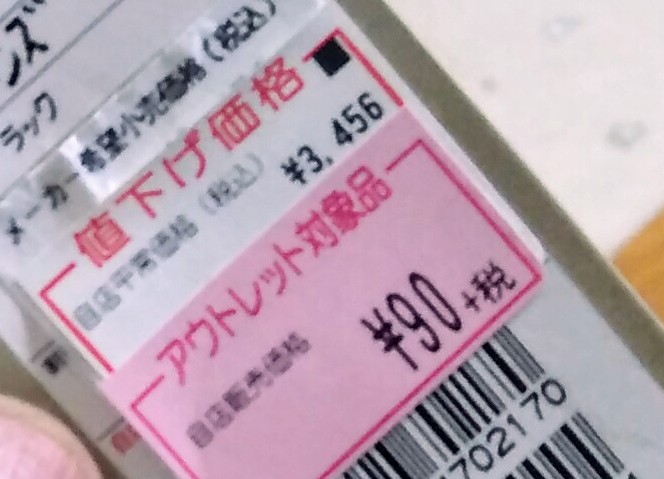 ンズ
ラック
メーカー希望小売価格(税込)
値下げ価格
当店平常価格(税込) ¥3,456
アウトレット対象品
当店販売価格 ¥90+税
702170